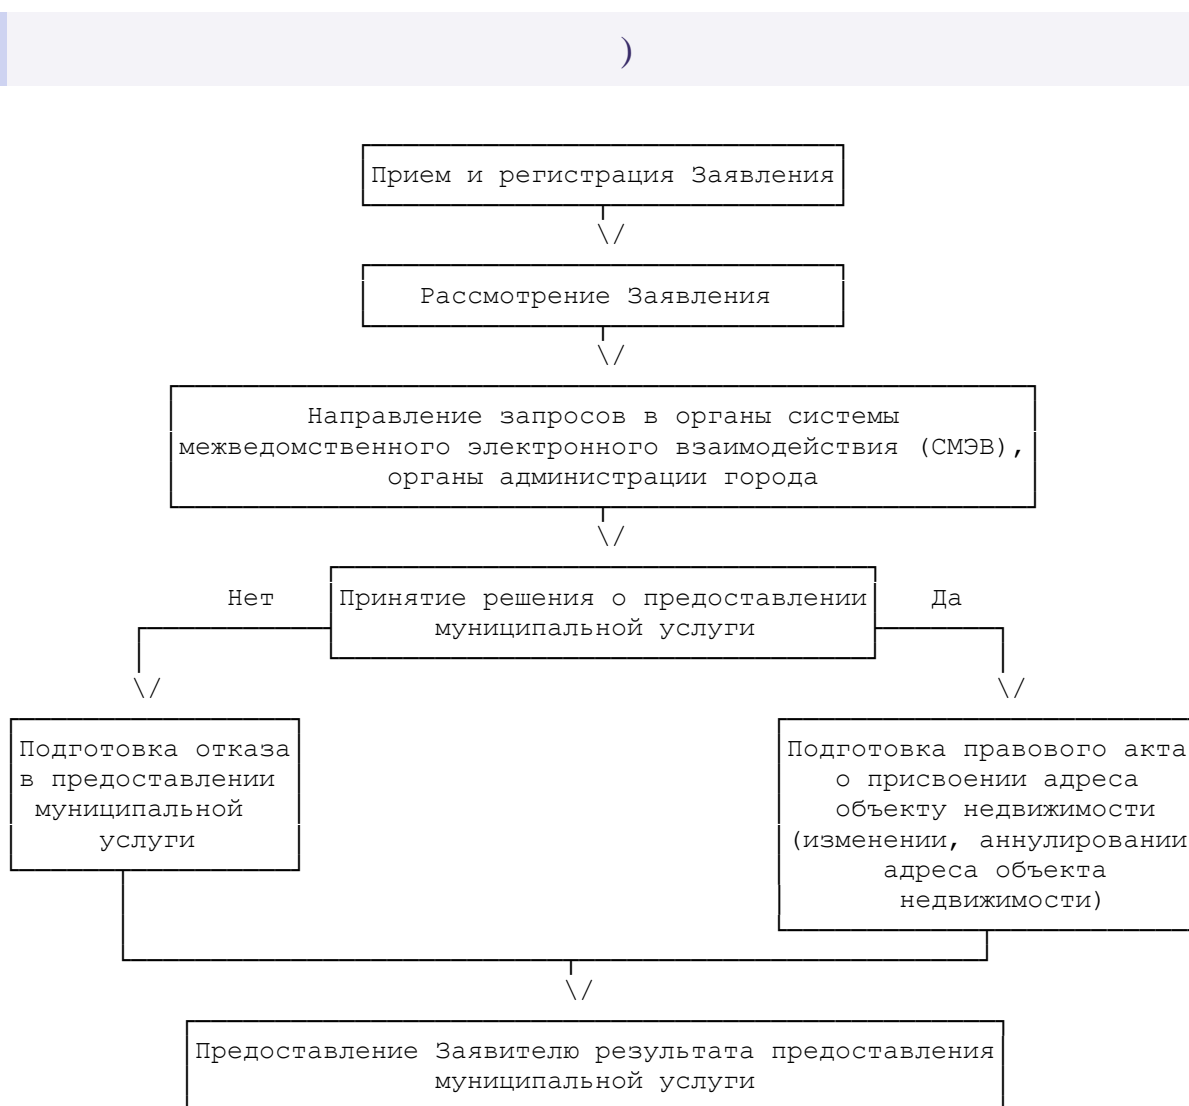 )
Прием и регистрация Заявления
\/
Рассмотрение Заявления
\/
Направление запросов в органы системы
межведомственного электронного взаимодействия (СМЭВ),
органы администрации города
\/
Нет
Принятие решения о предоставлении
муниципальной услуги
Да
\/
\/
Подготовка отказа
в предоставлении
муниципальной
услуги
Подготовка правового акта
о присвоении адреса
объекту недвижимости
(изменении, аннулировании
адреса объекта
недвижимости)
\/
Предоставление Заявителю результата предоставления
муниципальной услуги